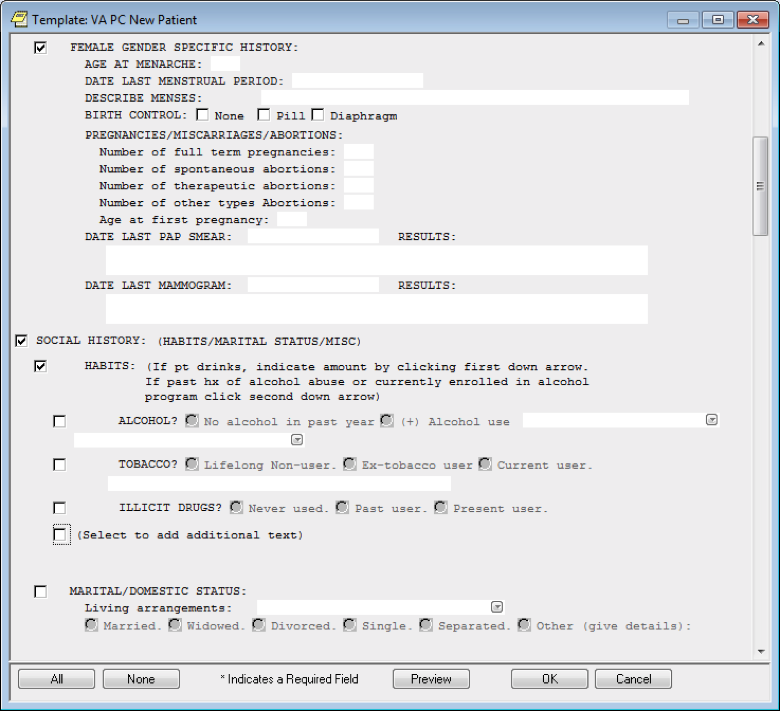 Template: VA PC New Patient
FEMALE GENDER SPECIFIC HISTORY:
AGE AT MENARCHE:
DATE LAST MENSTRUAL PERIOD:
DESCRIBE MENSES:
BIRTH CONTROL: None Pill Diaphragm
PREGNANCIES/MISCARRIAGES/ABORTIONS:
Number of full term pregnancies:
Number of spontaneous abortions:
Number of therapeutic abortions:
Number of other types Abortions:
Age at first pregnancy:
DATE LAST PAP SMEAR: RESULTS:
DATE LAST MAMMOGRAM: RESULTS:
SOCIAL HISTORY: (HABITS/MARITAL STATUS/MISC)
HABITS: (If pt drinks, indicate amount by clicking first down arrow.
If past hx of alcohol abuse or currently enrolled in alcohol
program click second down arrow)
ALCOHOL? No alcohol in past year (+) Alcohol use
TOBACCO? Lifelong Non-user. Ex-tobacco user Current user.
ILLICIT DRUGS? Never used. Past user. Present user.
(Select to add additional text)
MARITAL/DOMESTIC STATUS:
Living arrangements:
Married. Widowed. Divorced. Single. Separated. Other (give details):
All None * Indicates a Required Field Preview OK Cancel